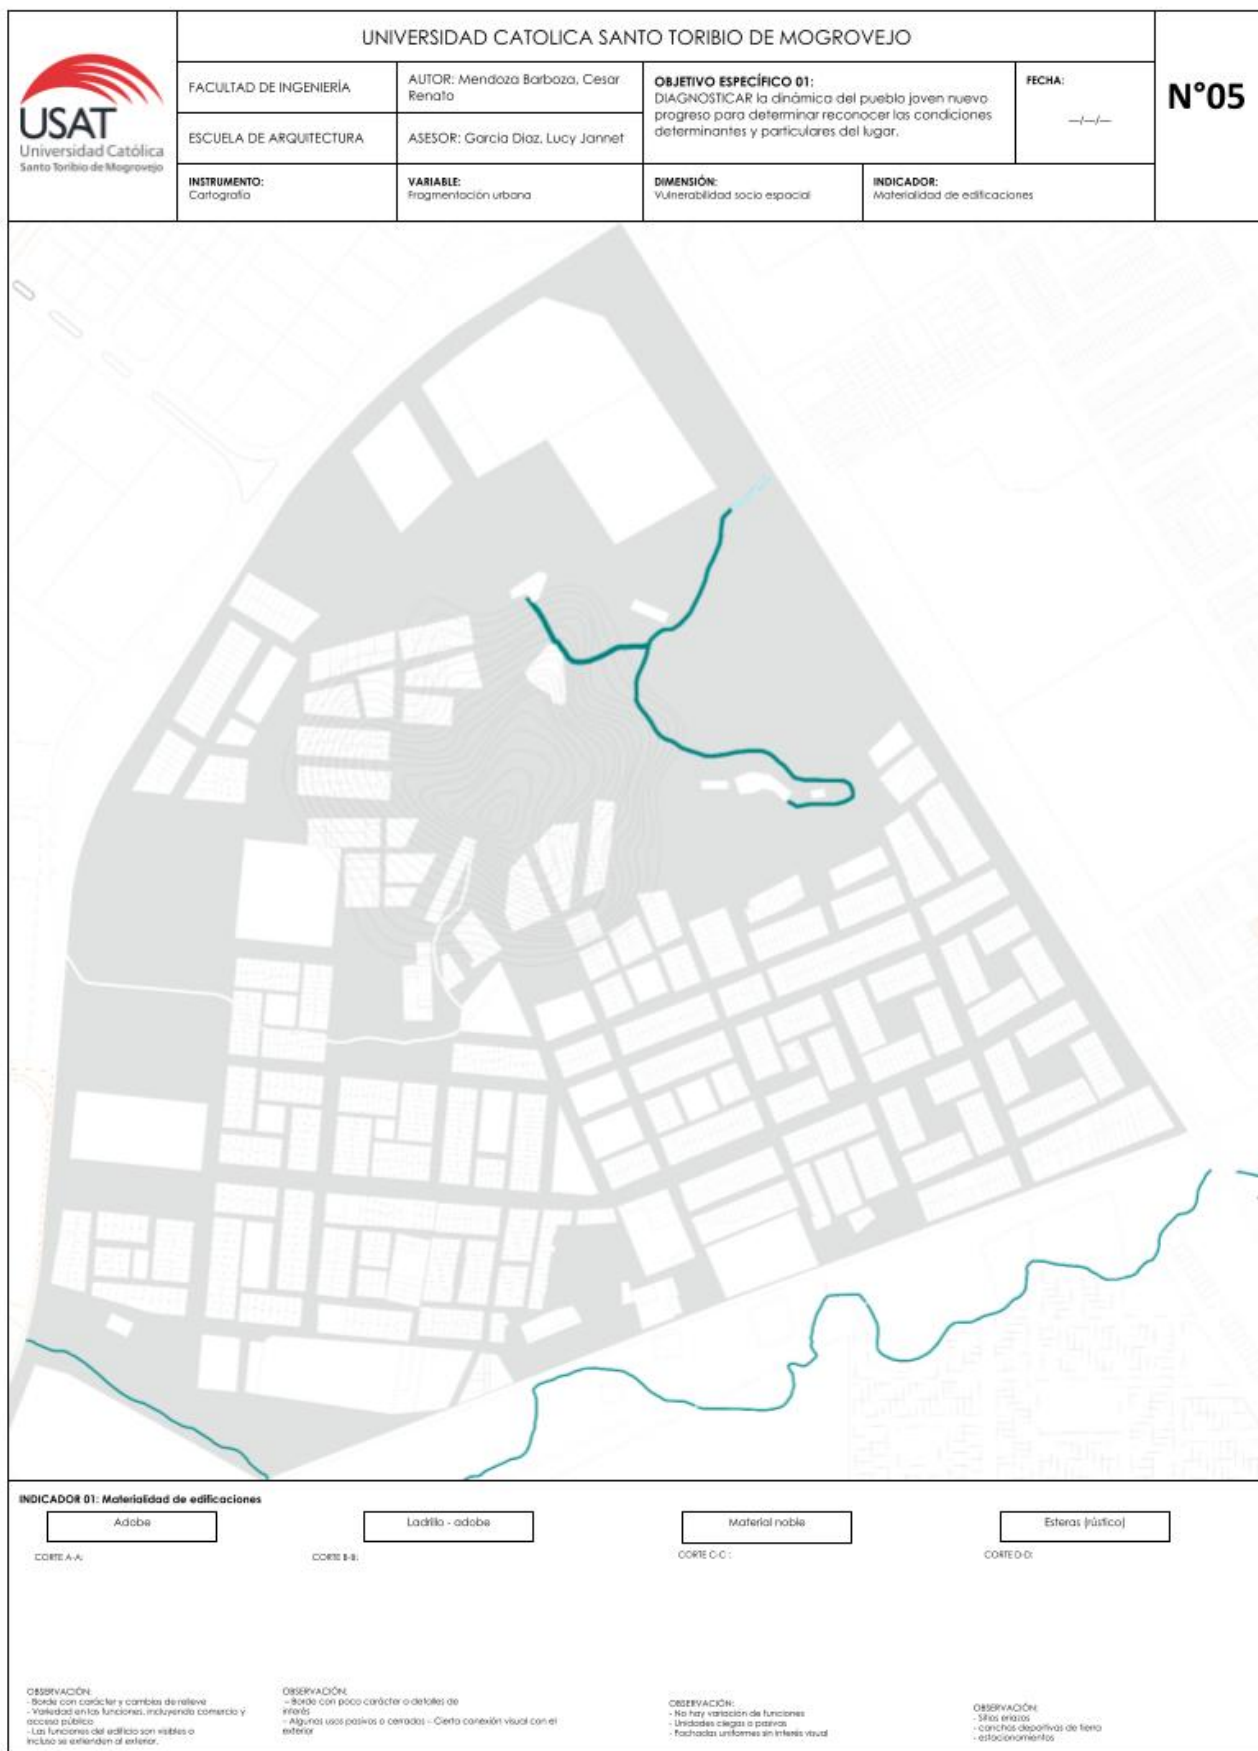 UNIVERSIDAD CATOLICA SANTO TORIBIO DE MOGROVEJO
USAT
Universidad Católica
Santo Toribio de Mogrovejo
FACULTAD DE INGENIERÍA
AUTOR: Mendoza Barboza, Cesar
Renato
OBJETIVO ESPECÍFICO 01:
DIAGNOSTICAR la dinámica del pueblo joven nuevo
progreso para determinar reconocer las condiciones
determinantes y particulares del lugar.
FECHA:
—/—/—
N°05
ESCUELA DE ARQUITECTURA
ASESOR: Garcia Diaz, Lucy Jannet
INSTRUMENTO:
Cartografía
VARIABLE:
Fragmentación urbana
DIMENSIÓN:
Vulnerabilidad socio espacial
INDICADOR:
Materialidad de edificaciones
INDICADOR 01: Materialidad de edificaciones
Adobe
Ladrillo - adobe
Material noble
Esteras (rústico)
CORTE A-A:
CORTE B-B:
CORTE C-C :
CORTE D-D:
OBSERVACIÓN:
- Borde con carácter y cambios de relieve
- Variedad en las funciones, incluyendo comercio y
acceso público
- Las funciones del edificio son visibles o
incluso se extienden al exterior.
OBSERVACIÓN:
– Borde con poco carácter o detalles de
interés
- Algunos usos pasivos o cerrados – Cierta conexión visual con el
exterior
OBSERVACIÓN:
- No hay variación de funciones
- Unidades ciegas o pasivas
- Fachadas uniformes sin interés visual
OBSERVACIÓN:
- Sitios eriazos
- canchas deportivas de tierra
- estacionamientos